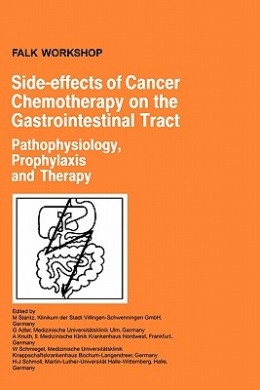 FALK WORKSHOP
Side-effects of Cancer
Chemotherapy on the
Gastrointestinal Tract
Pathophysiology,
Prophylaxis
and Therapy
Edited by
M Stantz, Klinikum der Stadt Villingen-Schwenningen GmbH,
Germany
G Adler, Medizinische Universitätsklinik Ulm, Germany
A Knuth, II. Medizinische Klinik Krankenhaus Nordwest, Frankfurt,
Germany
W Schmiegel, Medizinische Universitätsklinik
Knappschaftskrankenhaus Bochum-Langendreer, Germany
H-J Schmoll, Martin-Luther-Universität Halle-Wittemberg, Halle,
Germany